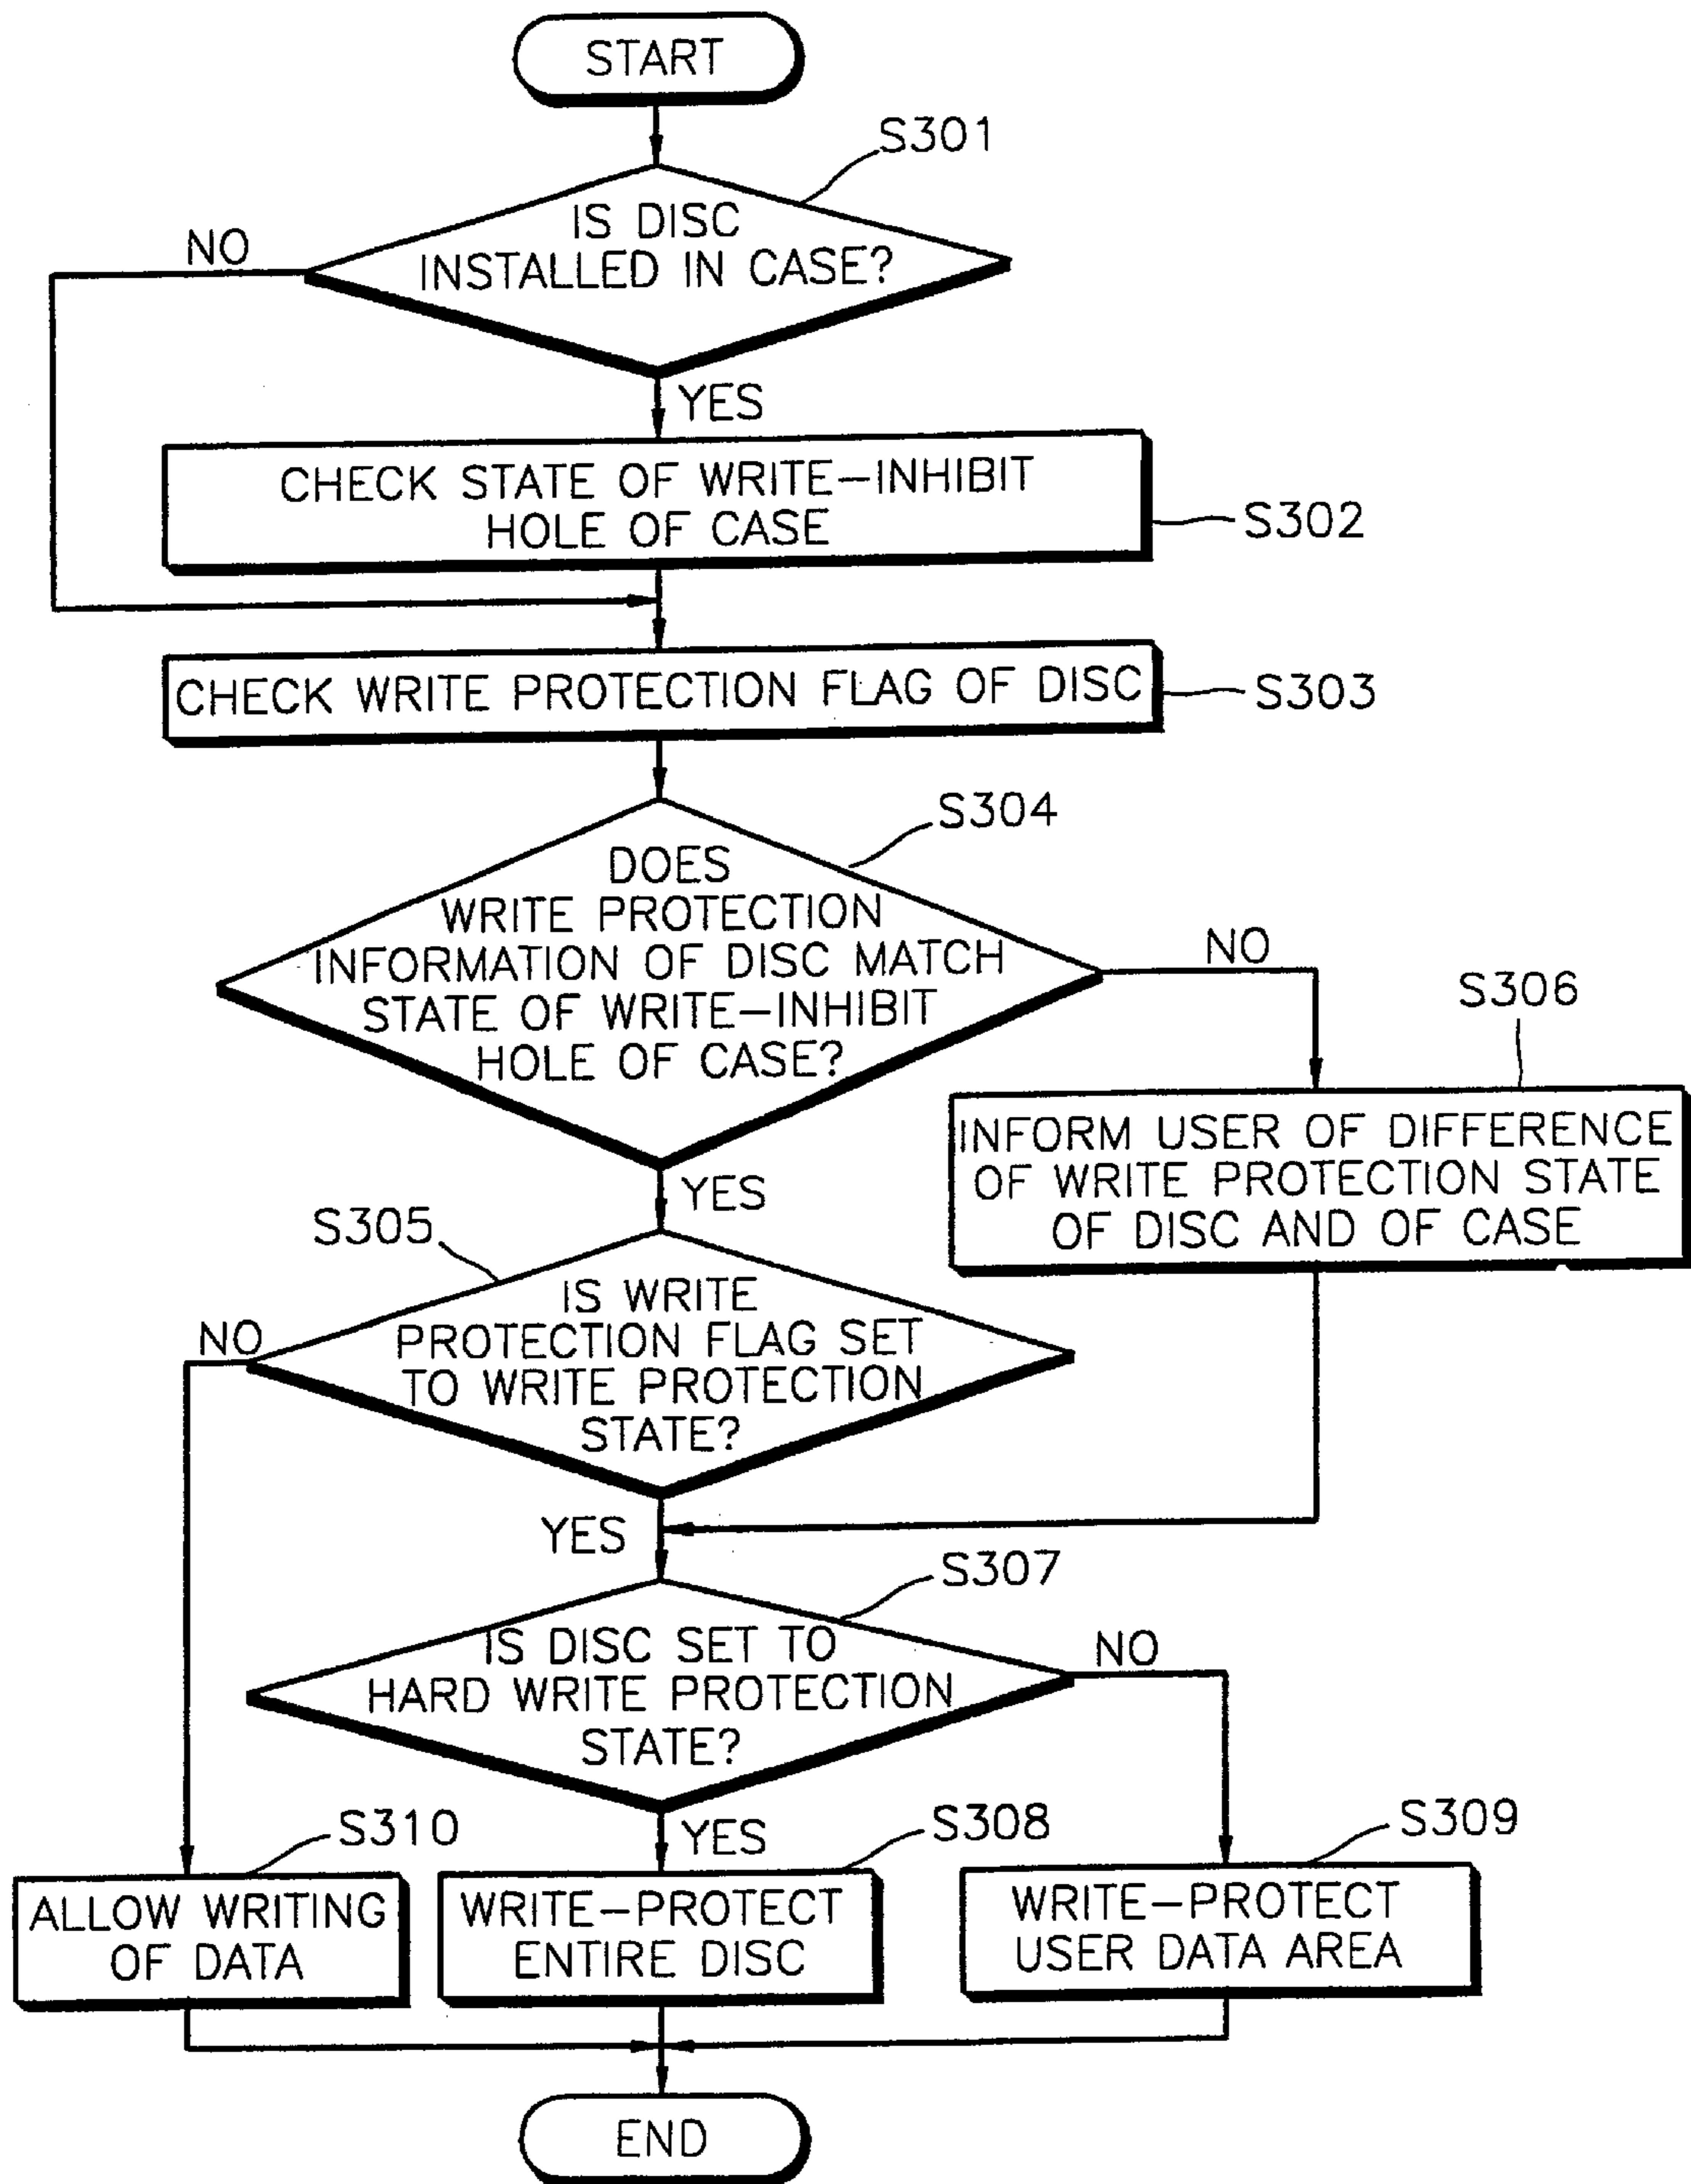 START
S301
IS DISC
INSTALLED IN CASE?
NO
YES
CHECK STATE OF WRITE-INHIBIT
HOLE OF CASE
S302
CHECK WRITE PROTECTION FLAG OF DISC
S303
S304
DOES
WRITE PROTECTION
INFORMATION OF DISC MATCH
STATE OF WRITE-INHIBIT
HOLE OF CASE?
NO
YES
S306
INFORM USER OF DIFFERENCE
OF WRITE PROTECTION STATE
OF DISC AND OF CASE
S305
IS WRITE
PROTECTION FLAG SET
TO WRITE PROTECTION
STATE?
NO
YES
S307
IS DISC SET TO
HARD WRITE PROTECTION
STATE?
NO
YES
S310
ALLOW WRITING
OF DATA
S308
WRITE-PROTECT
ENTIRE DISC
S309
WRITE-PROTECT
USER DATA AREA
END